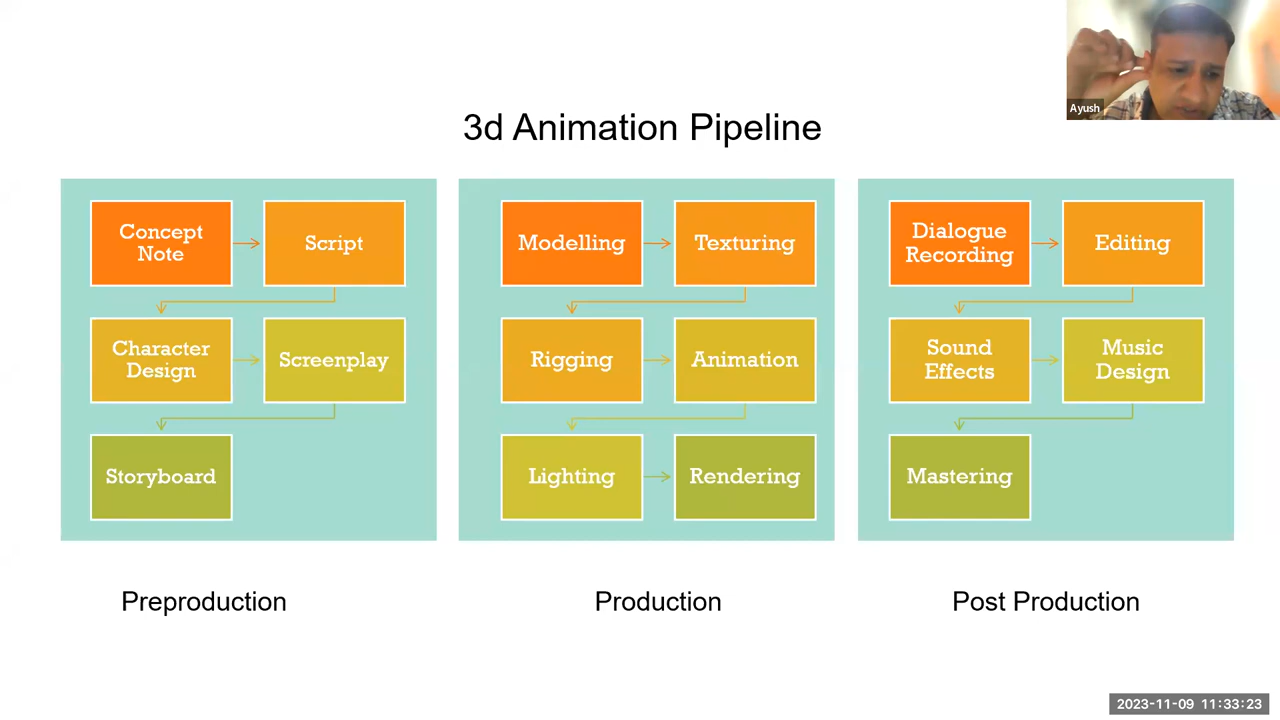 Ayush
3d Animation Pipeline
Concept
Note
Script
Character
Design
Screenplay
Storyboard
Modelling
Texturing
Rigging
Animation
Lighting
Rendering
Dialogue
Recording
Editing
Sound
Effects
Music
Design
Mastering
Preproduction
Production
Post Production
2023-11-09 11:33:23